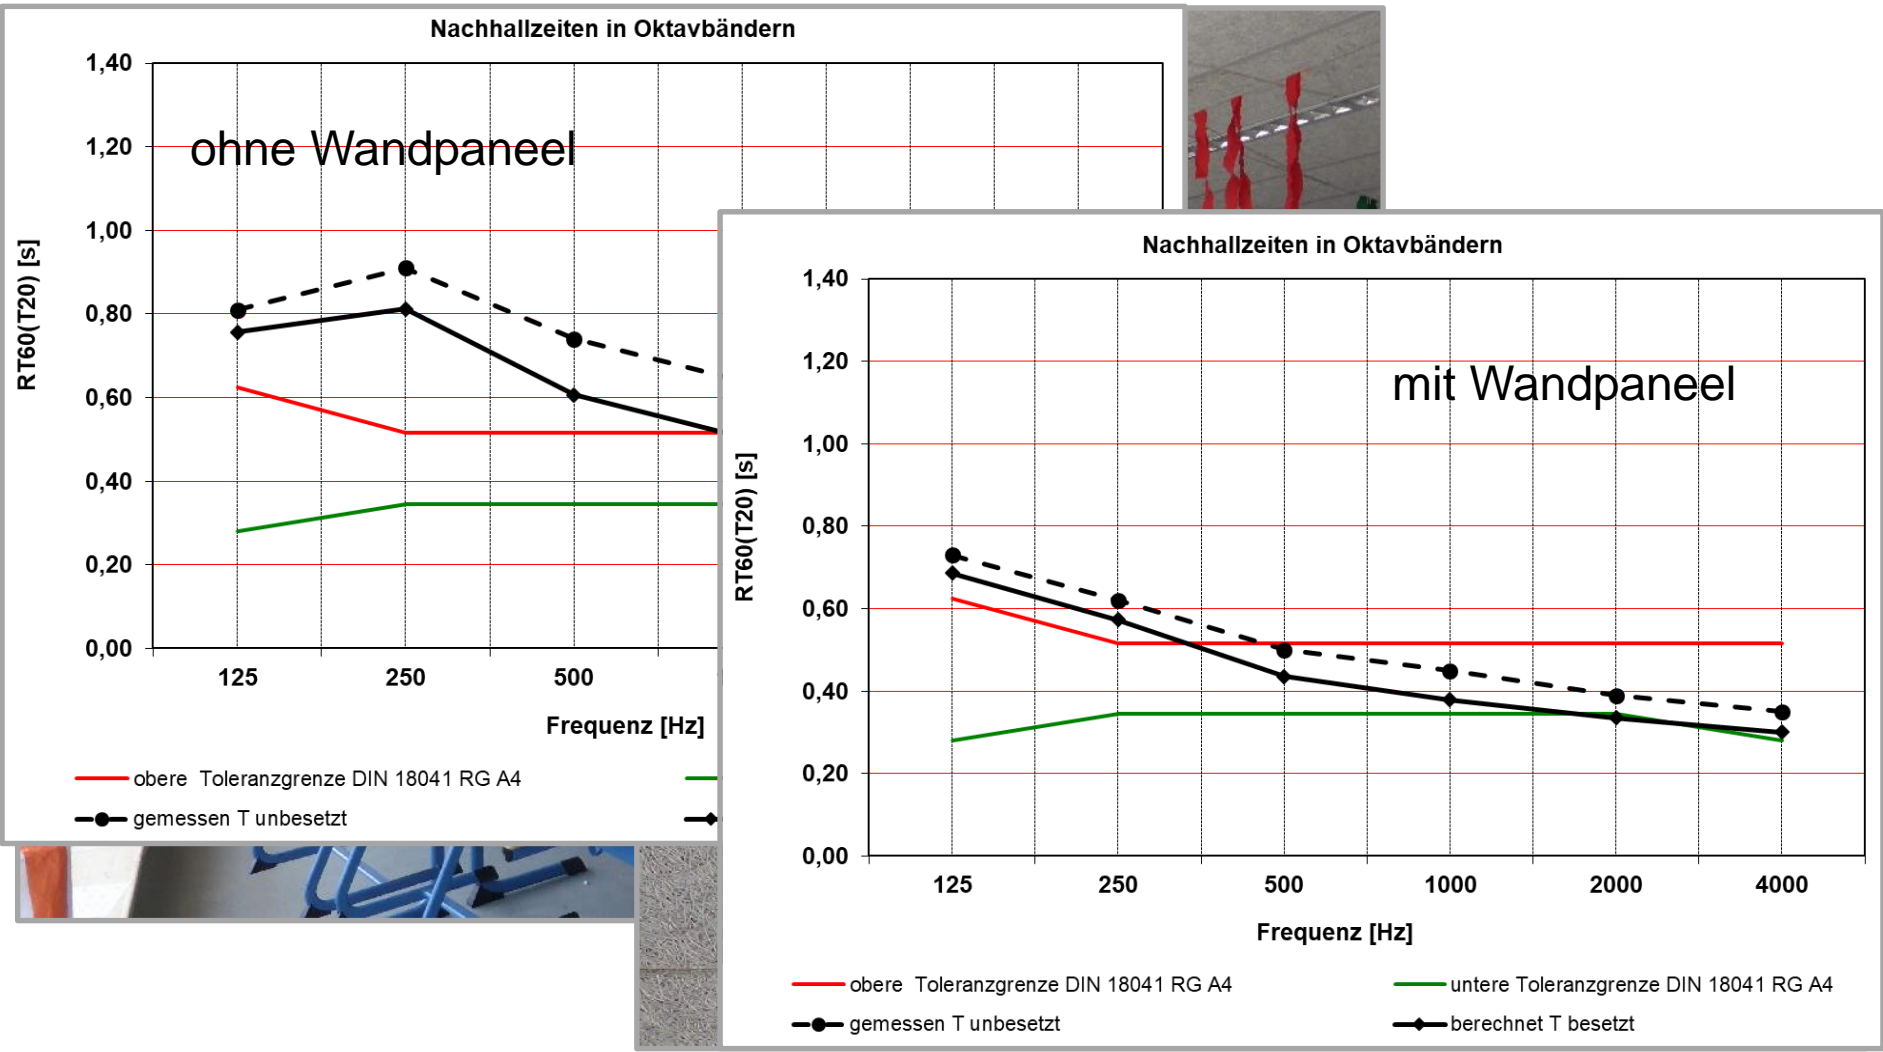 Nachhallzeiten in Oktavbändern
ohne Wandpaneel
1,40
1,20
1,00
0,80
0,60
0,40
0,20
0,00
RT60(T20) [s]
125 250 500
Frequenz [Hz]
obere Toleranzgrenze DIN 18041 RG A4
gemessen T unbesetzt
Nachhallzeiten in Oktavbändern
mit Wandpaneel
1,40
1,20
1,00
0,80
0,60
0,40
0,20
0,00
RT60(T20) [s]
125 250 500 1000 2000 4000
Frequenz [Hz]
obere Toleranzgrenze DIN 18041 RG A4 untere Toleranzgrenze DIN 18041 RG A4
gemessen T unbesetzt berechnet T besetzt